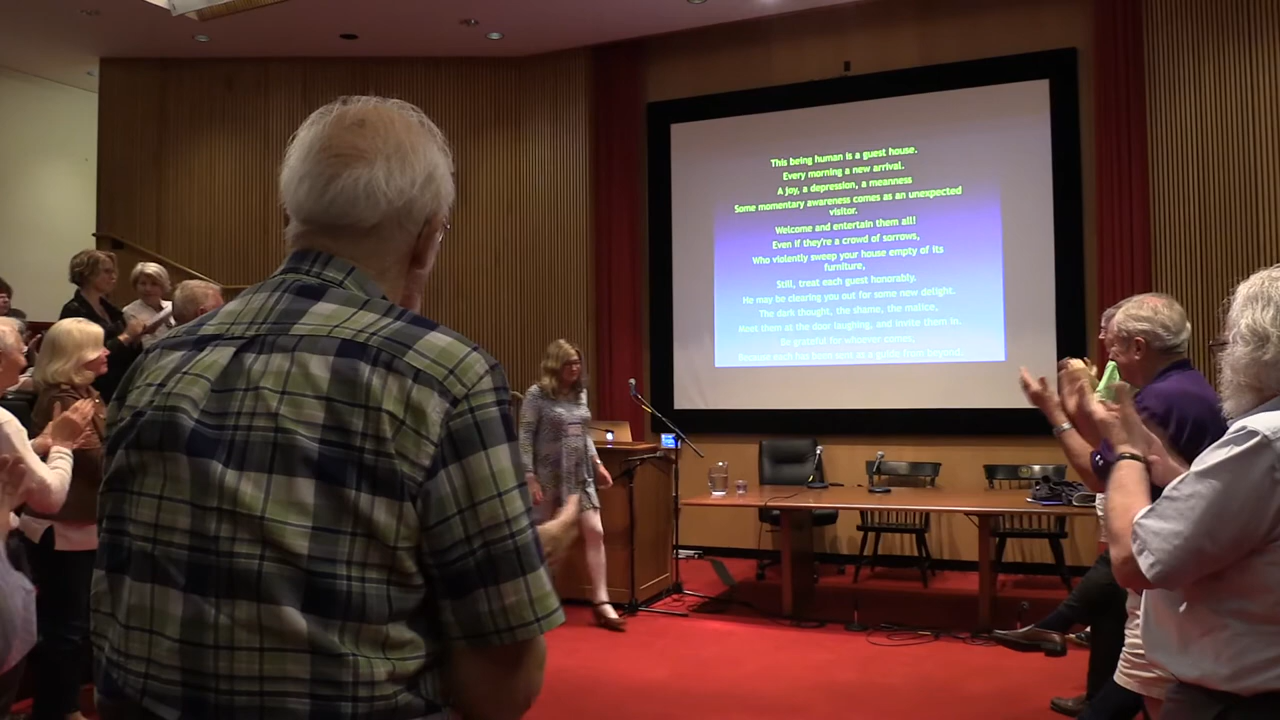 This being human is a guest house.
Every morning a new arrival.
A joy, a depression, a meanness
Some momentary awareness comes as an unexpected
visitor.
Welcome and entertain them all!
Even if they're a crowd of sorrows,
Who violently sweep your house empty of its
furniture,
Still, treat each guest honorably.
He may be clearing you out for some new delight.
The dark thought, the shame, the malice,
Meet them at the door laughing, and invite them in.
Be grateful for whoever comes,
Because each has been sent as a guide from beyond.